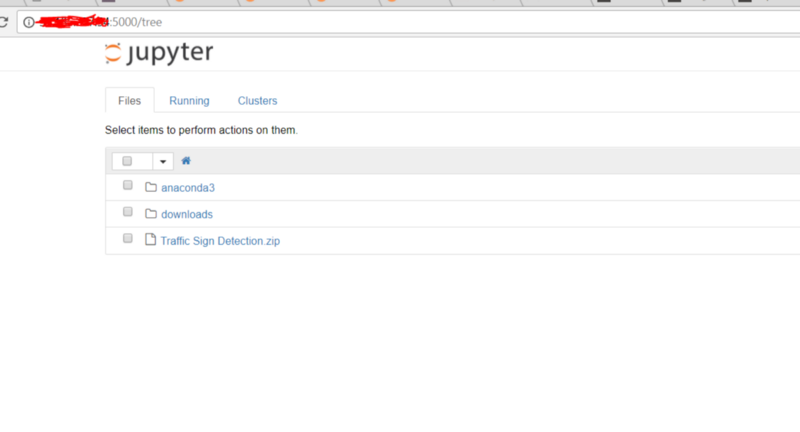 :5000/tree
jupyter
Files Running Clusters
Select items to perform actions on them.
anaconda3
downloads
Traffic Sign Detection.zip